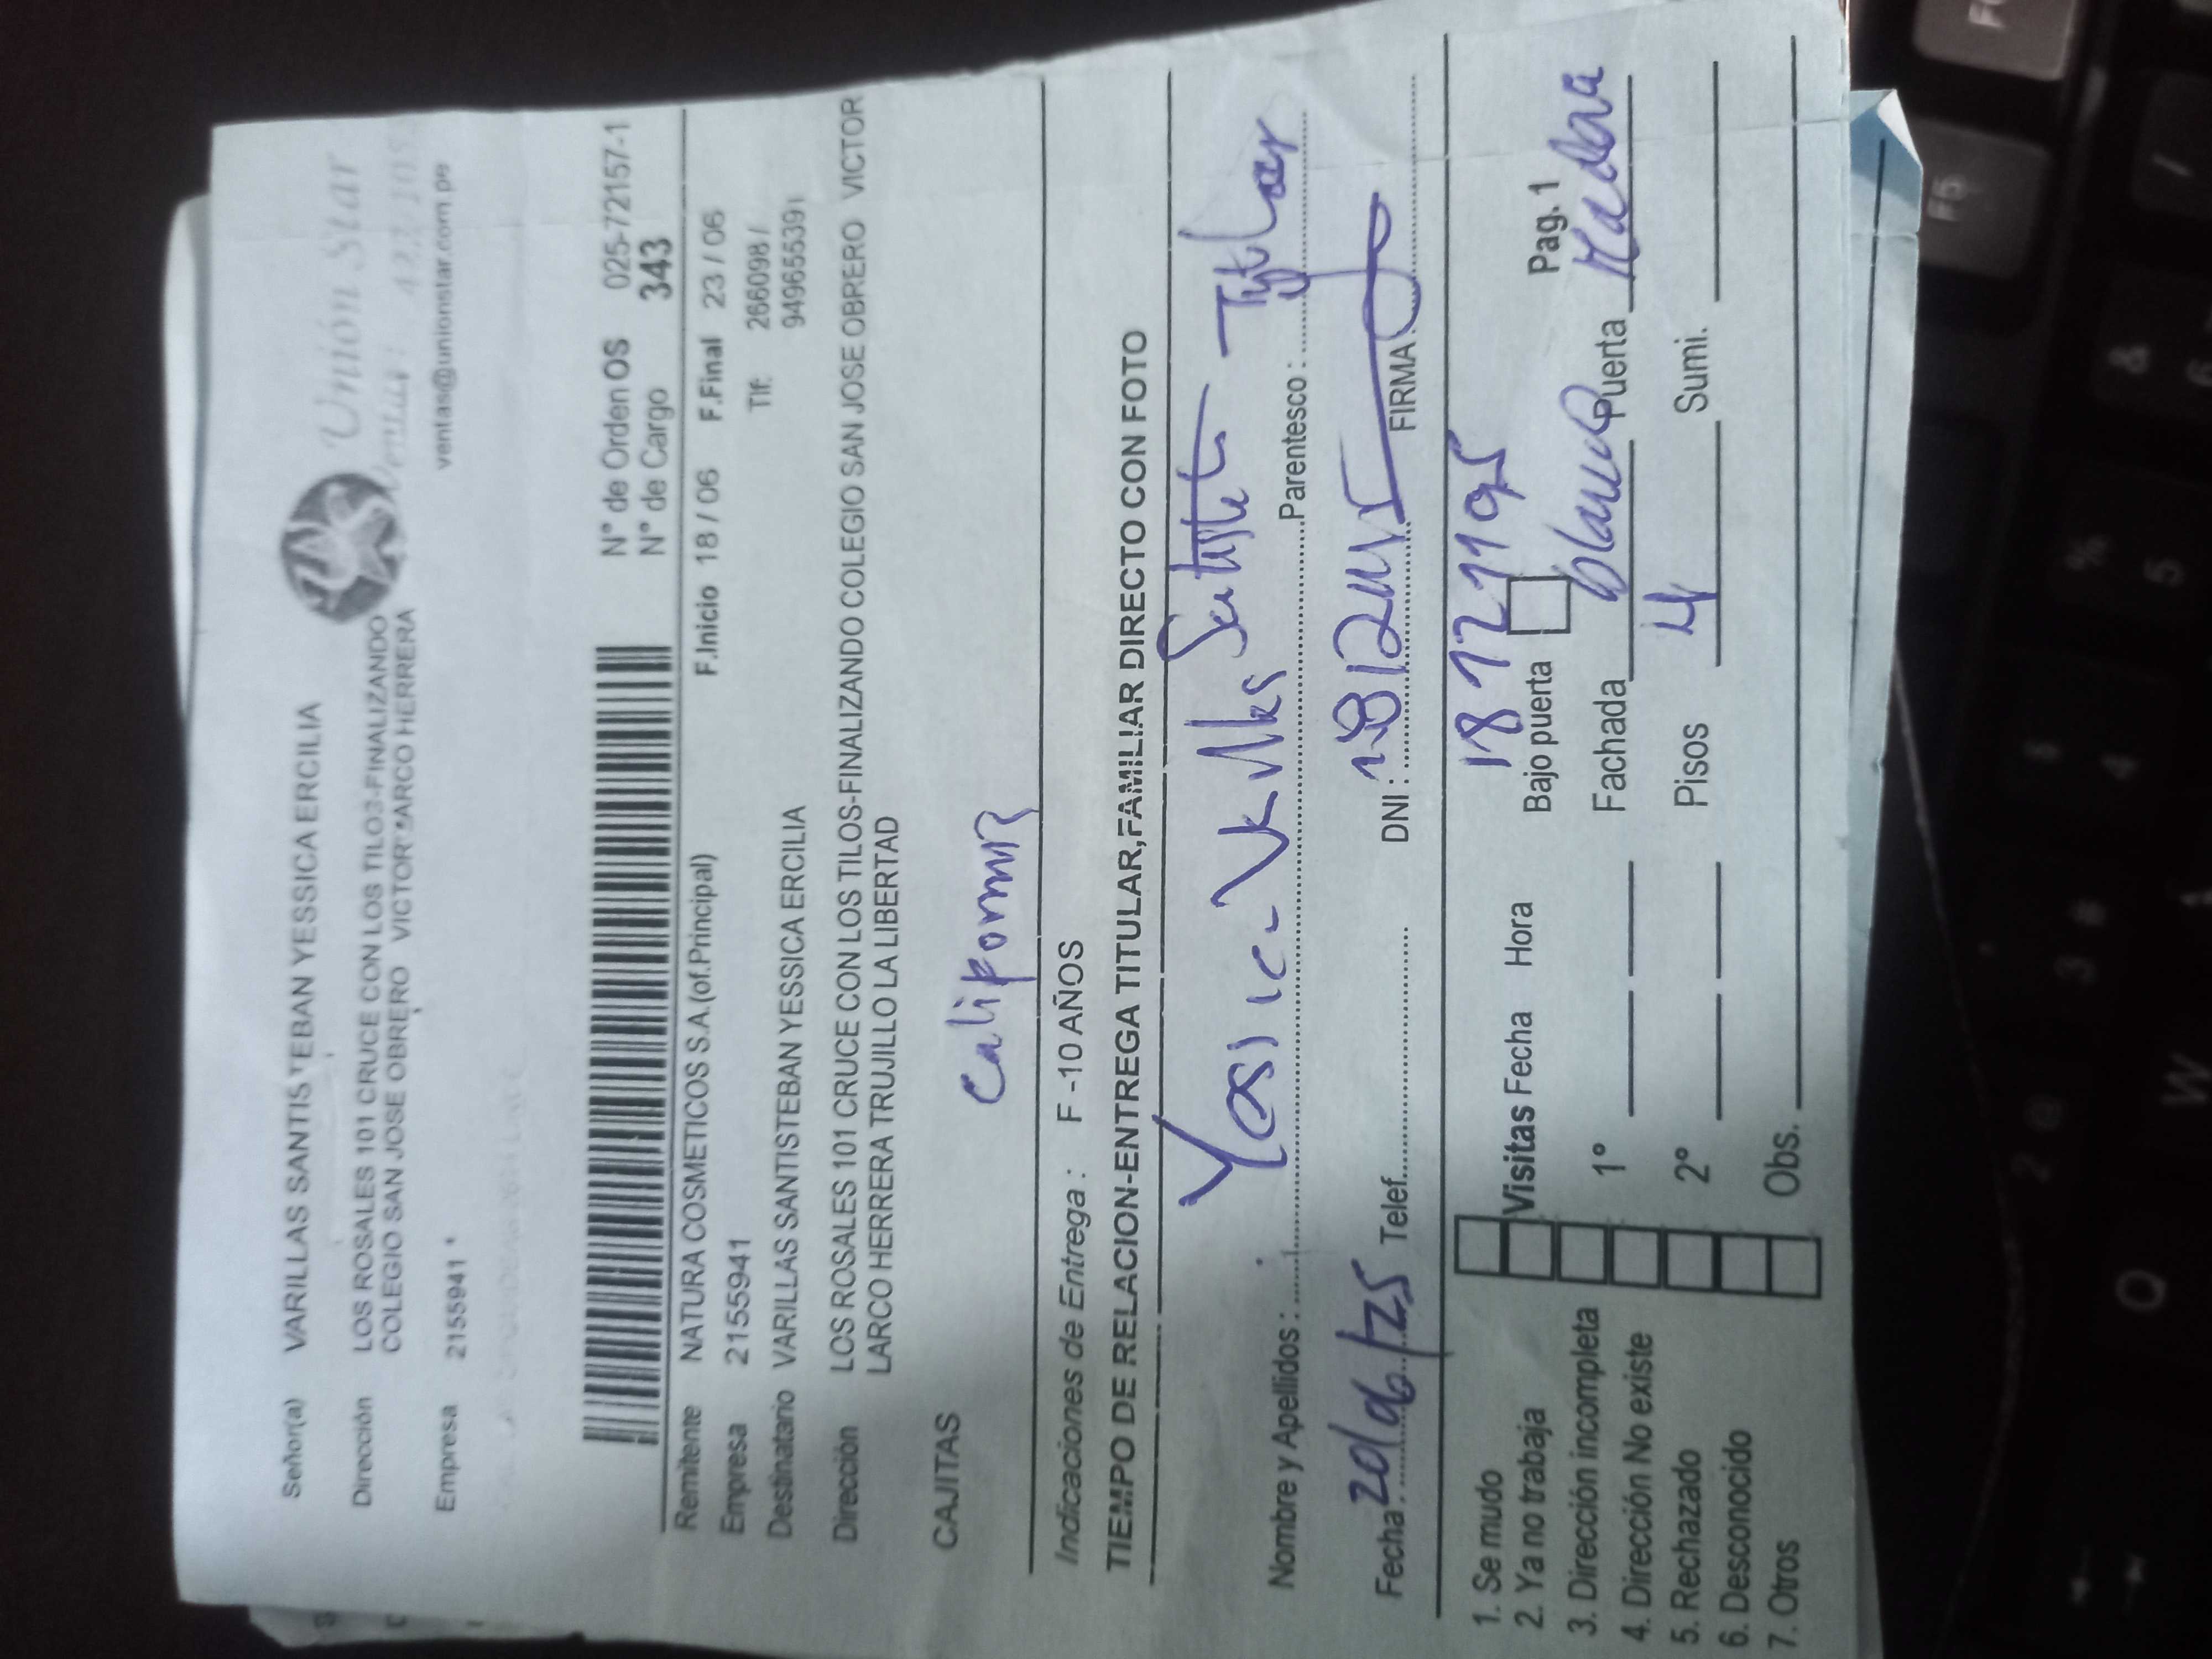 Señor(a) VARILLAS SANTISTEBAN YESSICA ERCILIA
Unión Star
Dirección LOS ROSALES 101 CRUCE CON LOS TILOS-FINALIZANDO
COLEGIO SAN JOSE OBRERO VICTOR LARCO HERRERA
ventas@unionstar.com.pe
Empresa 2155941 *
N° de Orden OS 025-72157-1
N° de Cargo 343
Remitente NATURA COSMETICOS S.A.(of.Principal)
F.Inicio 18 / 06 F.Final 23 / 06
Empresa 2155941
Tlf: 266098 /
949655391
Destinatario VARILLAS SANTISTEBAN YESSICA ERCILIA
Dirección LOS ROSALES 101 CRUCE CON LOS TILOS-FINALIZANDO COLEGIO SAN JOSE OBRERO VICTOR
LARCO HERRERA TRUJILLO LA LIBERTAD
CAJITAS
Indicaciones de Entrega : F -10 AÑOS
TIEMPO DE RELACION-ENTREGA TITULAR,FAMILIAR DIRECTO CON FOTO
Nombre y Apellidos : Parentesco :
Fecha : 20/06/25 Telef. DNI : FIRMA
18121195
1. Se mudo
2. Ya no trabaja Visitas Fecha Hora Bajo puerta Pag. 1
3. Dirección incompleta 1° Fachada blanco Puerta Madera
4. Dirección No existe
5. Rechazado 2° Pisos 4 Sumi.
6. Desconocido
7. Otros Obs.